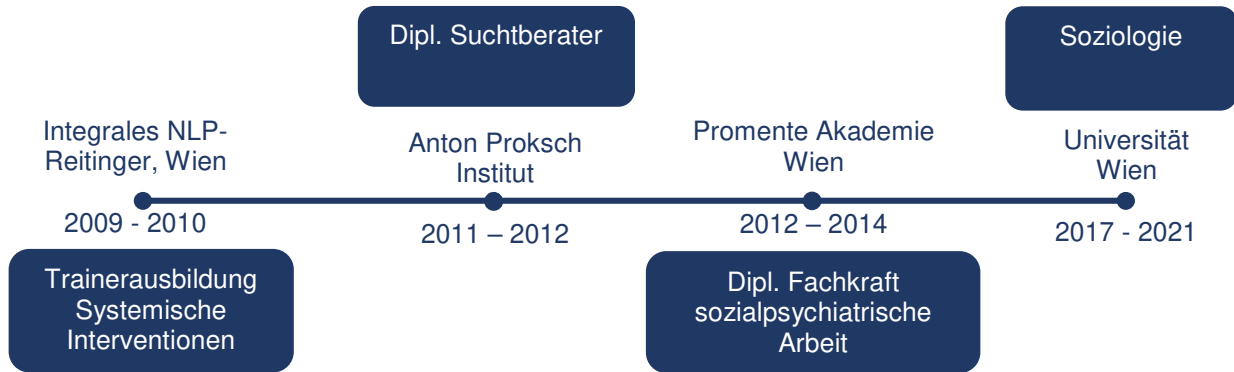 Dipl. Suchtberater
Soziologie
Integrales NLP-
Reitinger, Wien
Anton Proksch
Institut
Promente Akademie
Wien
Universität
Wien
2009 - 2010
2011 – 2012
2012 – 2014
2017 - 2021
Trainerausbildung
Systemische
Interventionen
Dipl. Fachkraft
sozialpsychiatrische
Arbeit